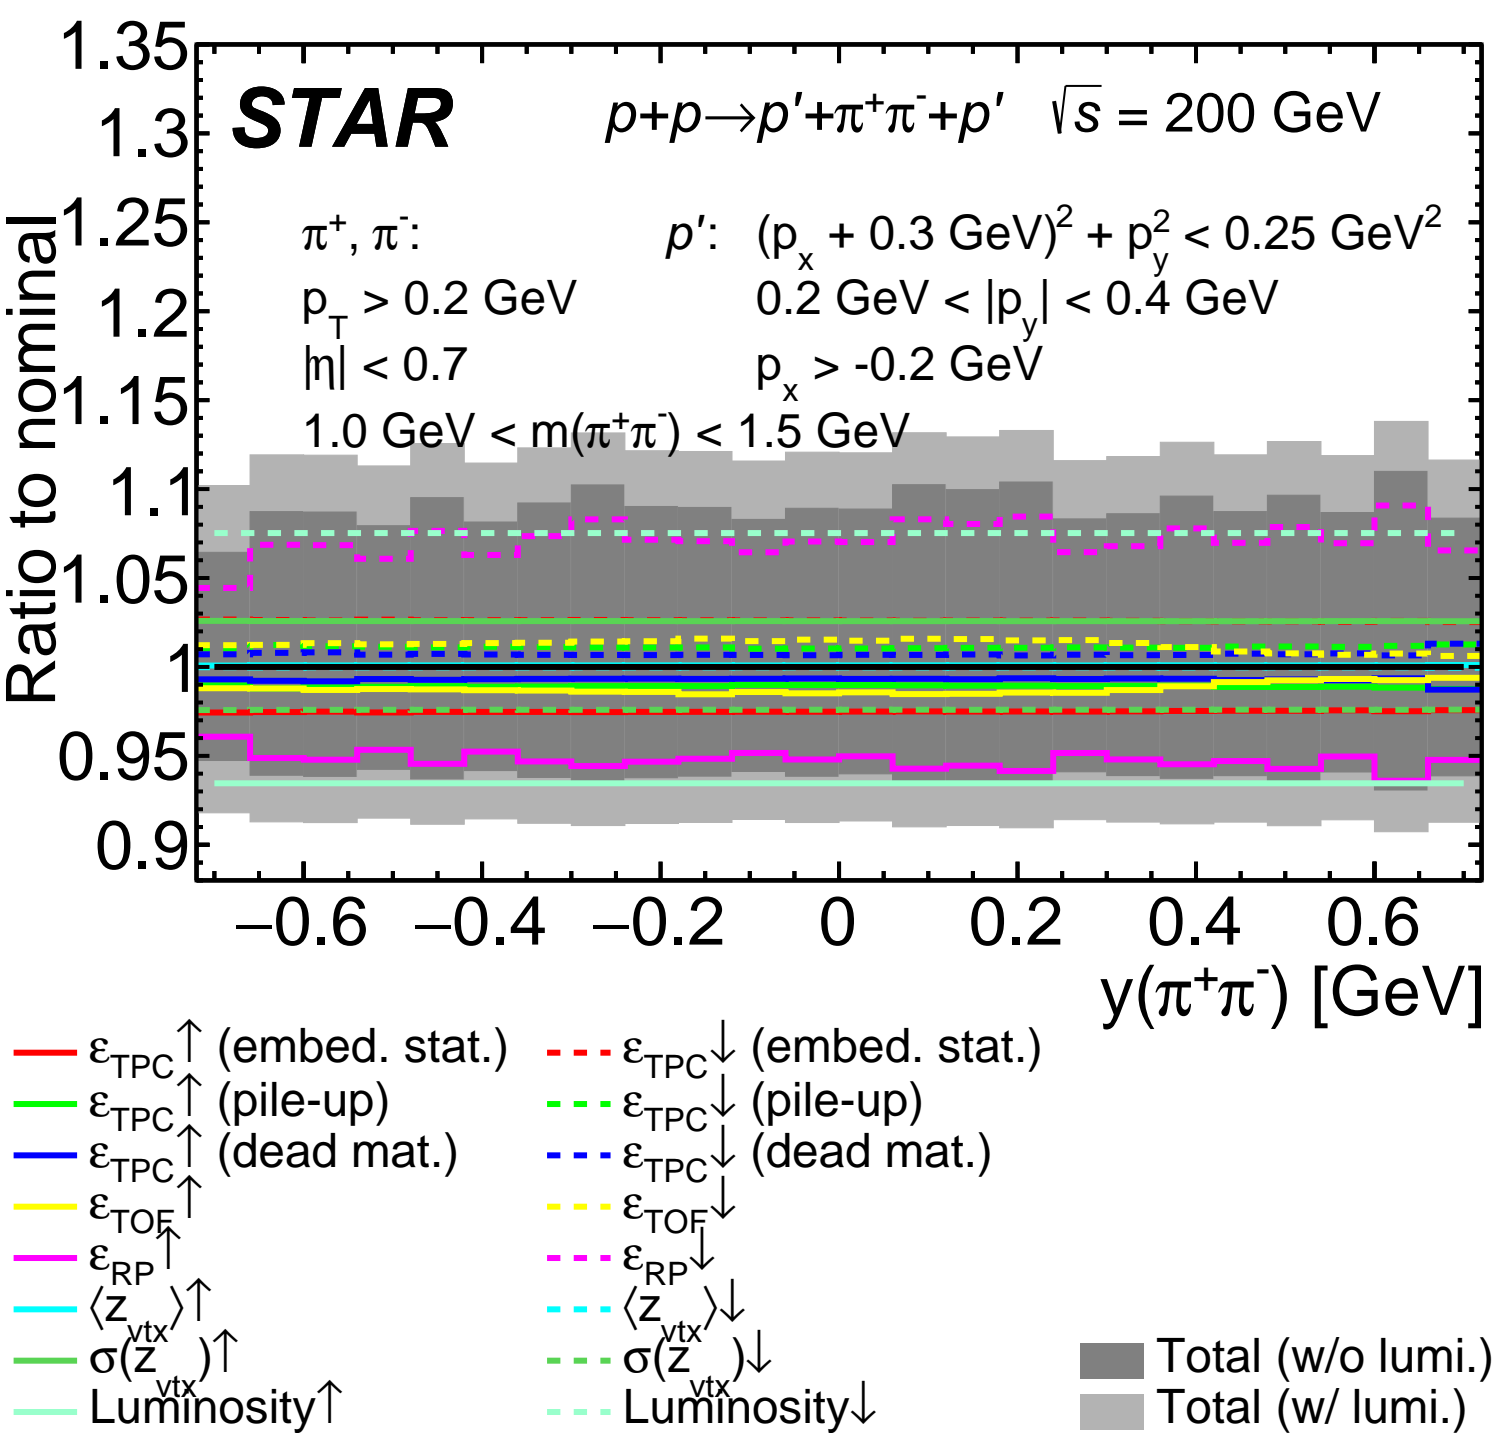 STAR p+p→p′+π⁺π⁻+p′ √s = 200 GeV
π⁺, π⁻: p′: (pₓ + 0.3 GeV)² + p_y² < 0.25 GeV²
p_T > 0.2 GeV 0.2 GeV < |p_y| < 0.4 GeV
|η| < 0.7 pₓ > -0.2 GeV
1.0 GeV < m(π⁺π⁻) < 1.5 GeV
Ratio to nominal
1.35
1.3
1.25
1.2
1.15
1.1
1.05
1
0.95
0.9
−0.6 −0.4 −0.2 0 0.2 0.4 0.6
y(π⁺π⁻) [GeV]
ε_TPC↑ (embed. stat.) ε_TPC↓ (embed. stat.)
ε_TPC↑ (pile-up) ε_TPC↓ (pile-up)
ε_TPC↑ (dead mat.) ε_TPC↓ (dead mat.)
ε_TOF↑ ε_TOF↓
ε_RP↑ ε_RP↓
⟨z_vtx⟩↑ ⟨z_vtx⟩↓
σ(z_vtx)↑ σ(z_vtx)↓ Total (w/o lumi.)
Luminosity↑ Luminosity↓ Total (w/ lumi.)